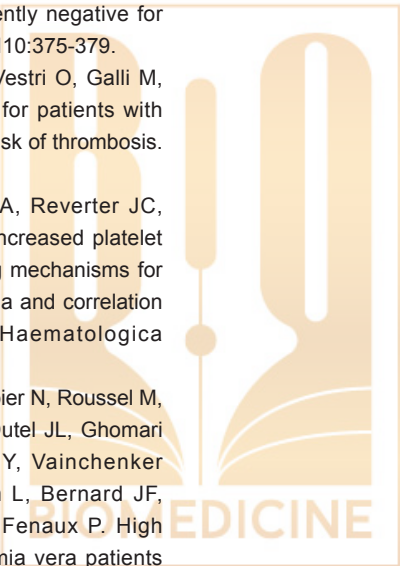 ently negative for
10:375-379.
Vestri O, Galli M,
for patients with
sk of thrombosis.
A, Reverter JC,
ncreased platelet
g mechanisms for
a and correlation
Haematologica
ier N, Roussel M,
utel JL, Ghomari
Y, Vainchenker
L, Bernard JF,
BIOMEDICINE
Fenaux P. High
mia vera patients